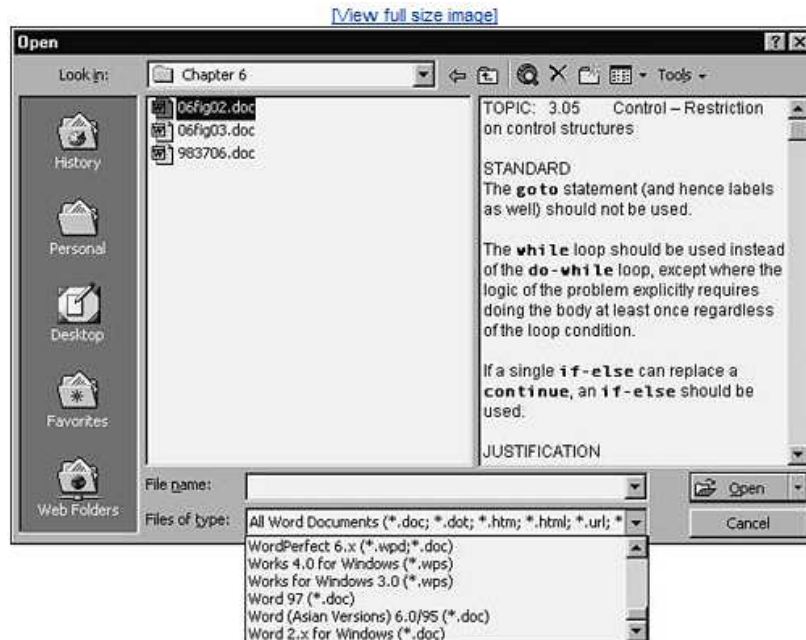 [View full size image]
Open
Look in:
Chapter 6
Tools
History
Personal
Desktop
Favorites
Web Folders
06fig02.doc
06fig03.doc
983706.doc
TOPIC: 3.05 Control – Restriction
on control structures
STANDARD
The goto statement (and hence labels
as well) should not be used.
The while loop should be used instead
of the do-while loop, except where the
logic of the problem explicitly requires
doing the body at least once regardless
of the loop condition.
If a single if-else can replace a
continue, an if-else should be
used.
JUSTIFICATION
File name:
Open
Files of type:
All Word Documents (*.doc; *.dot; *.htm; *.html; *.url; *
Cancel
WordPerfect 6.x (*.wpd;*.doc)
Works 4.0 for Windows (*.wps)
Works for Windows 3.0 (*.wps)
Word 97 (*.doc)
Word (Asian Versions) 6.0/95 (*.doc)
Word 2.x for Windows (*.doc)